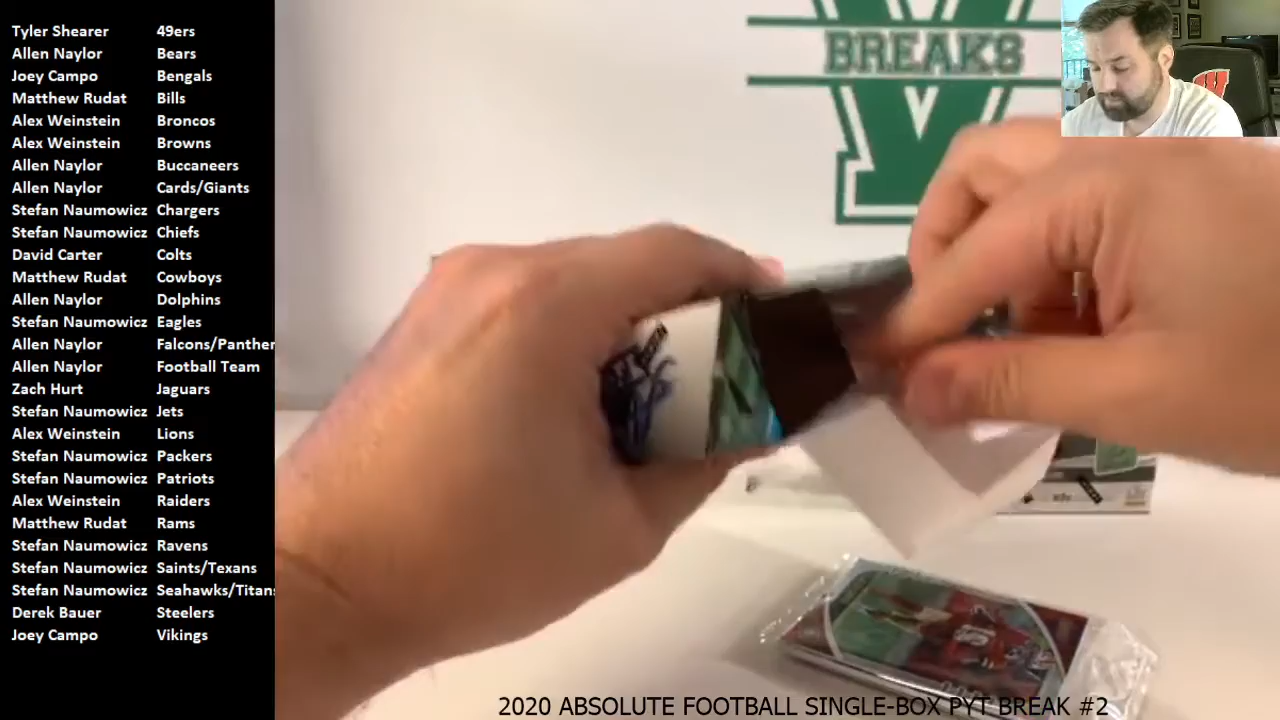 Tyler Shearer 49ers
Allen Naylor Bears
Joey Campo Bengals
Matthew Rudat Bills
Alex Weinstein Broncos
Alex Weinstein Browns
Allen Naylor Buccaneers
Allen Naylor Cards/Giants
Stefan Naumowicz Chargers
Stefan Naumowicz Chiefs
David Carter Colts
Matthew Rudat Cowboys
Allen Naylor Dolphins
Stefan Naumowicz Eagles
Allen Naylor Falcons/Panther
Allen Naylor Football Team
Zach Hurt Jaguars
Stefan Naumowicz Jets
Alex Weinstein Lions
Stefan Naumowicz Packers
Stefan Naumowicz Patriots
Alex Weinstein Raiders
Matthew Rudat Rams
Stefan Naumowicz Ravens
Stefan Naumowicz Saints/Texans
Stefan Naumowicz Seahawks/Titans
Derek Bauer Steelers
Joey Campo Vikings
BREAKS
W
2020 ABSOLUTE FOOTBALL SINGLE-BOX PYT BREAK #2